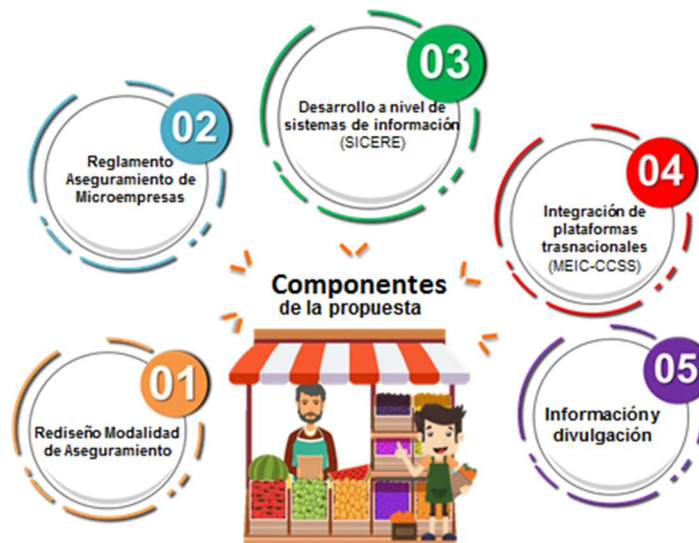 Componentes
de la propuesta
01
Rediseño Modalidad
de Aseguramiento
02
Reglamento
Aseguramiento de
Microempresas
03
Desarrollo a nivel de
sistemas de información
(SICERE)
04
Integración de
plataformas
trasnacionales
(MEIC-CCSS)
05
Información y
divulgación